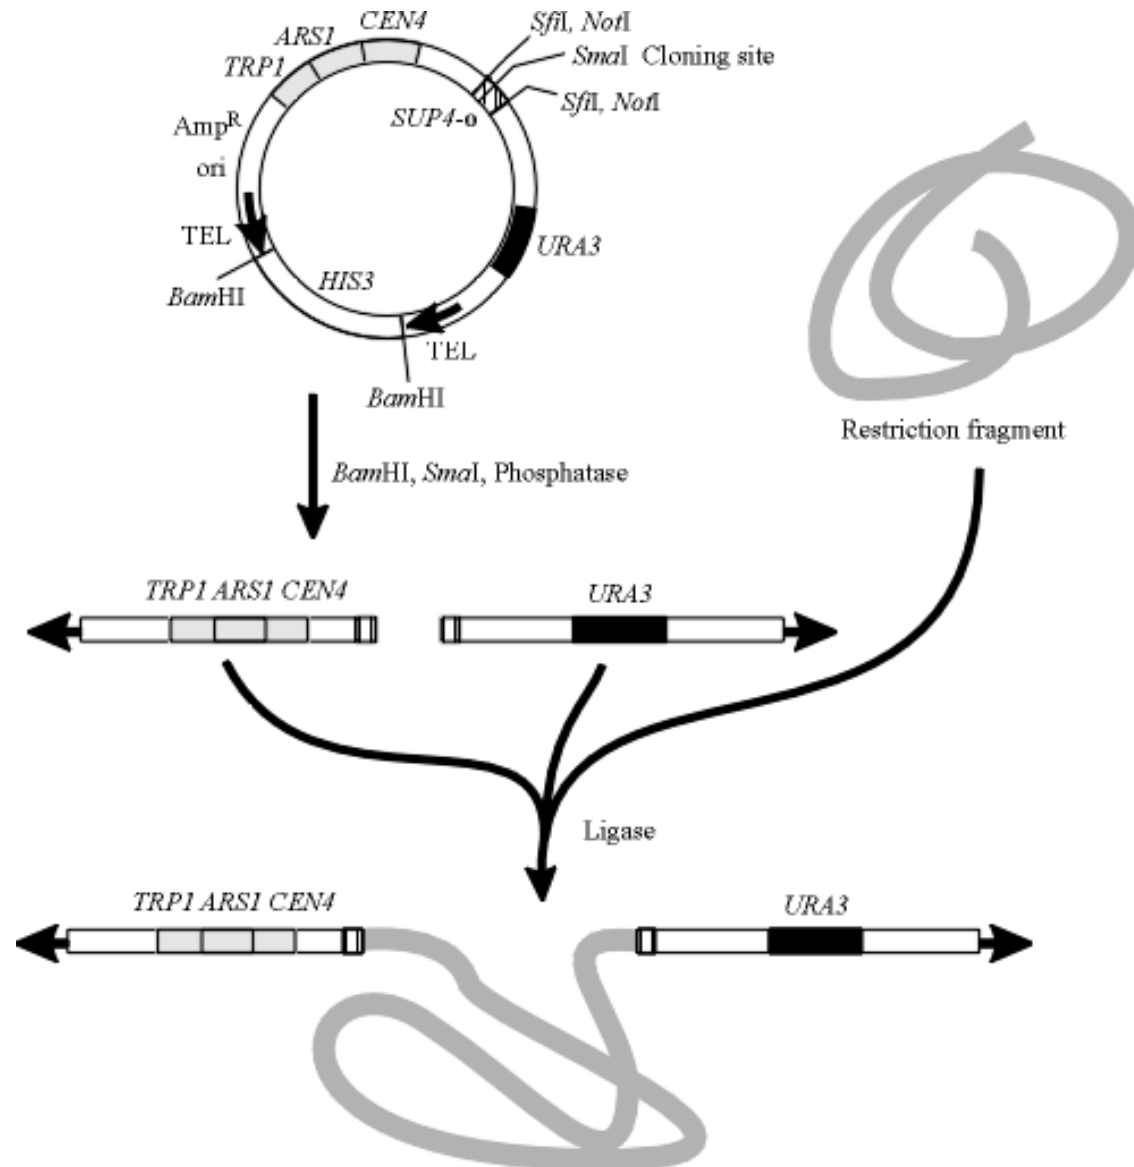 CEN4
ARS1
TRP1
SfiI, NotI
SmaI Cloning site
SfiI, NotI
SUP4-o
AmpR
ori
TEL
URA3
BamHI
HIS3
TEL
BamHI
Restriction fragment
BamHI, SmaI, Phosphatase
TRP1 ARS1 CEN4
URA3
Ligase
TRP1 ARS1 CEN4
URA3